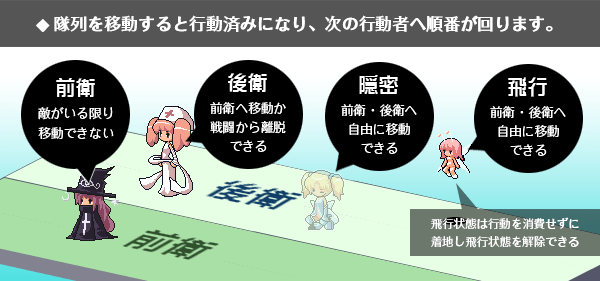 ◆ 隊列を移動すると行動済みになり、次の行動者へ順番が回ります。
前衛
敵がいる限り
移動できない
後衛
前衛へ移動か
戦闘から離脱
できる
隠密
前衛・後衛へ
自由に移動
できる
飛行
前衛・後衛へ
自由に移動
できる
後衛
前衛
飛行状態は行動を消費せずに
着地し飛行状態を解除できる